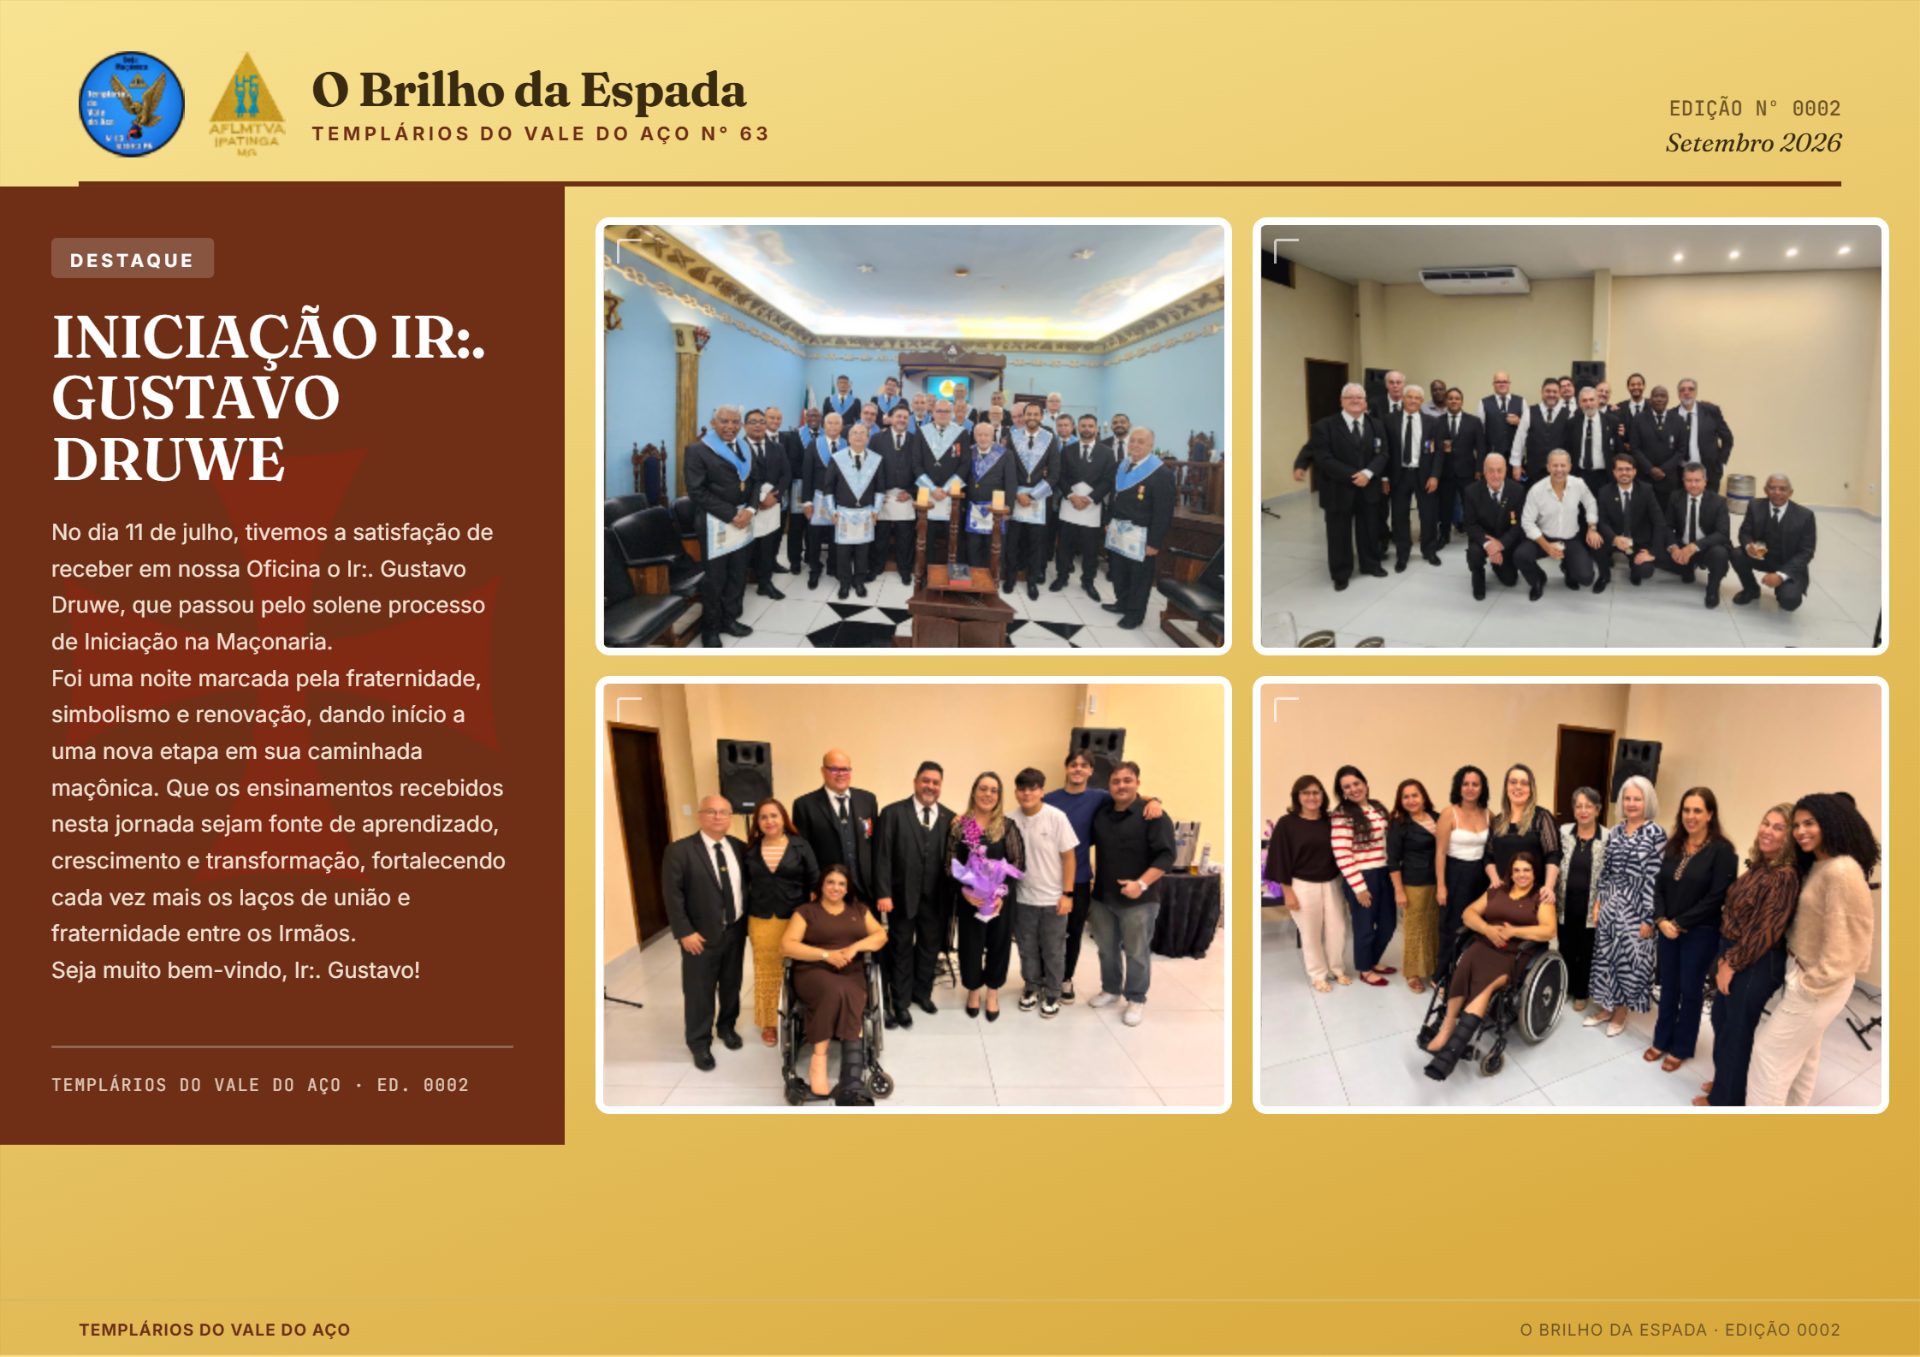 AFLMTVA
IPATINGA
MG
O Brilho da Espada
TEMPLÁRIOS DO VALE DO AÇO N° 63
EDIÇÃO N° 0002
Setembro 2026
DESTAQUE
INICIAÇÃO IR:.
GUSTAVO
DRUWE
No dia 11 de julho, tivemos a satisfação de
receber em nossa Oficina o Ir:. Gustavo
Druwe, que passou pelo solene processo
de Iniciação na Maçonaria.
Foi uma noite marcada pela fraternidade,
simbolismo e renovação, dando início a
uma nova etapa em sua caminhada
maçônica. Que os ensinamentos recebidos
nesta jornada sejam fonte de aprendizado,
crescimento e transformação, fortalecendo
cada vez mais os laços de união e
fraternidade entre os Irmãos.
Seja muito bem-vindo, Ir:. Gustavo!
TEMPLÁRIOS DO VALE DO AÇO · ED. 0002
TEMPLÁRIOS DO VALE DO AÇO
O BRILHO DA ESPADA · EDIÇÃO 0002